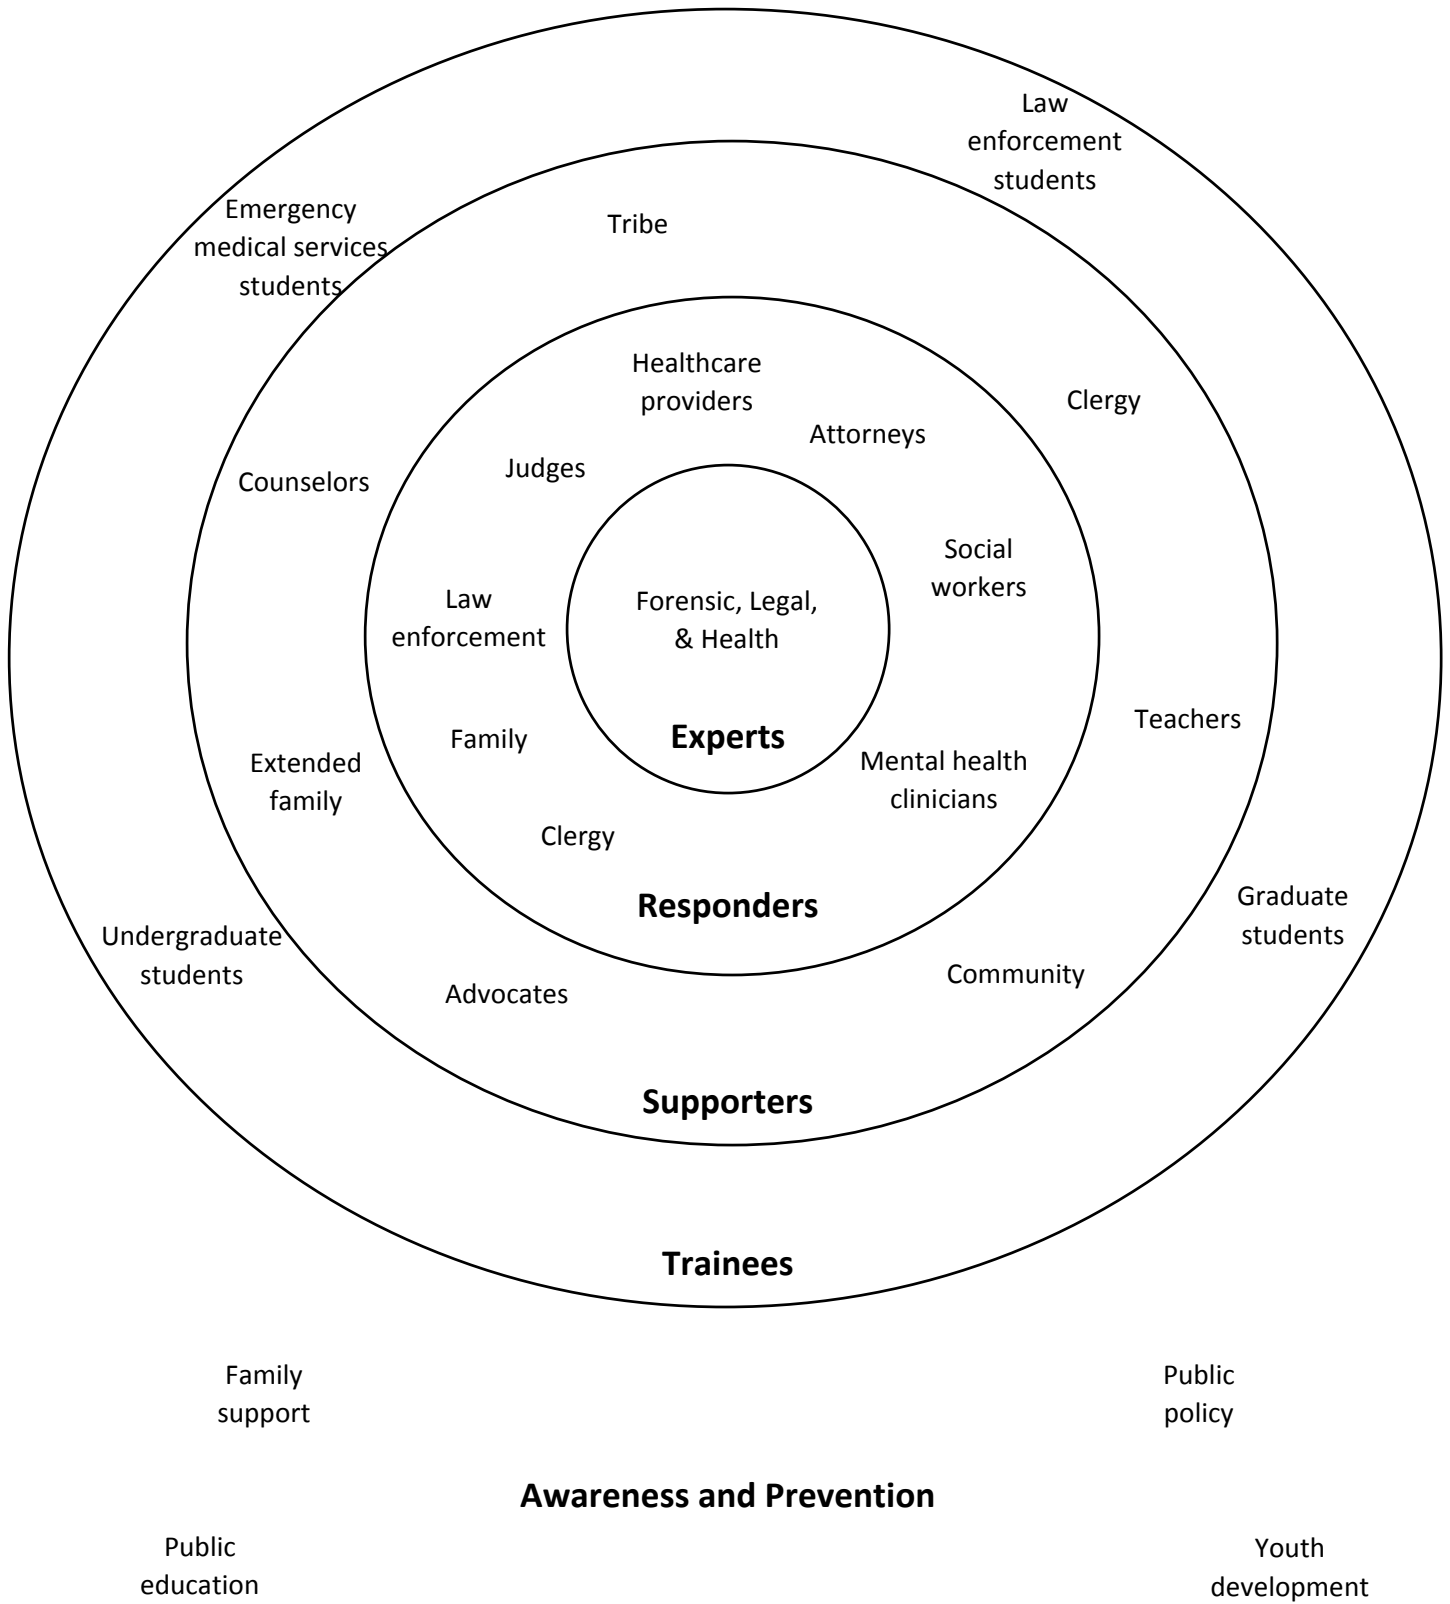 Law
enforcement
students
Emergency
medical services
students
Tribe
Healthcare
providers
Clergy
Attorneys
Judges
Counselors
Social
workers
Law
enforcement
Forensic, Legal,
& Health
Experts
Family
Teachers
Extended
family
Mental health
clinicians
Clergy
Responders
Graduate
students
Undergraduate
students
Advocates
Community
Supporters
Trainees
Family
support
Public
policy
Awareness and Prevention
Public
education
Youth
development